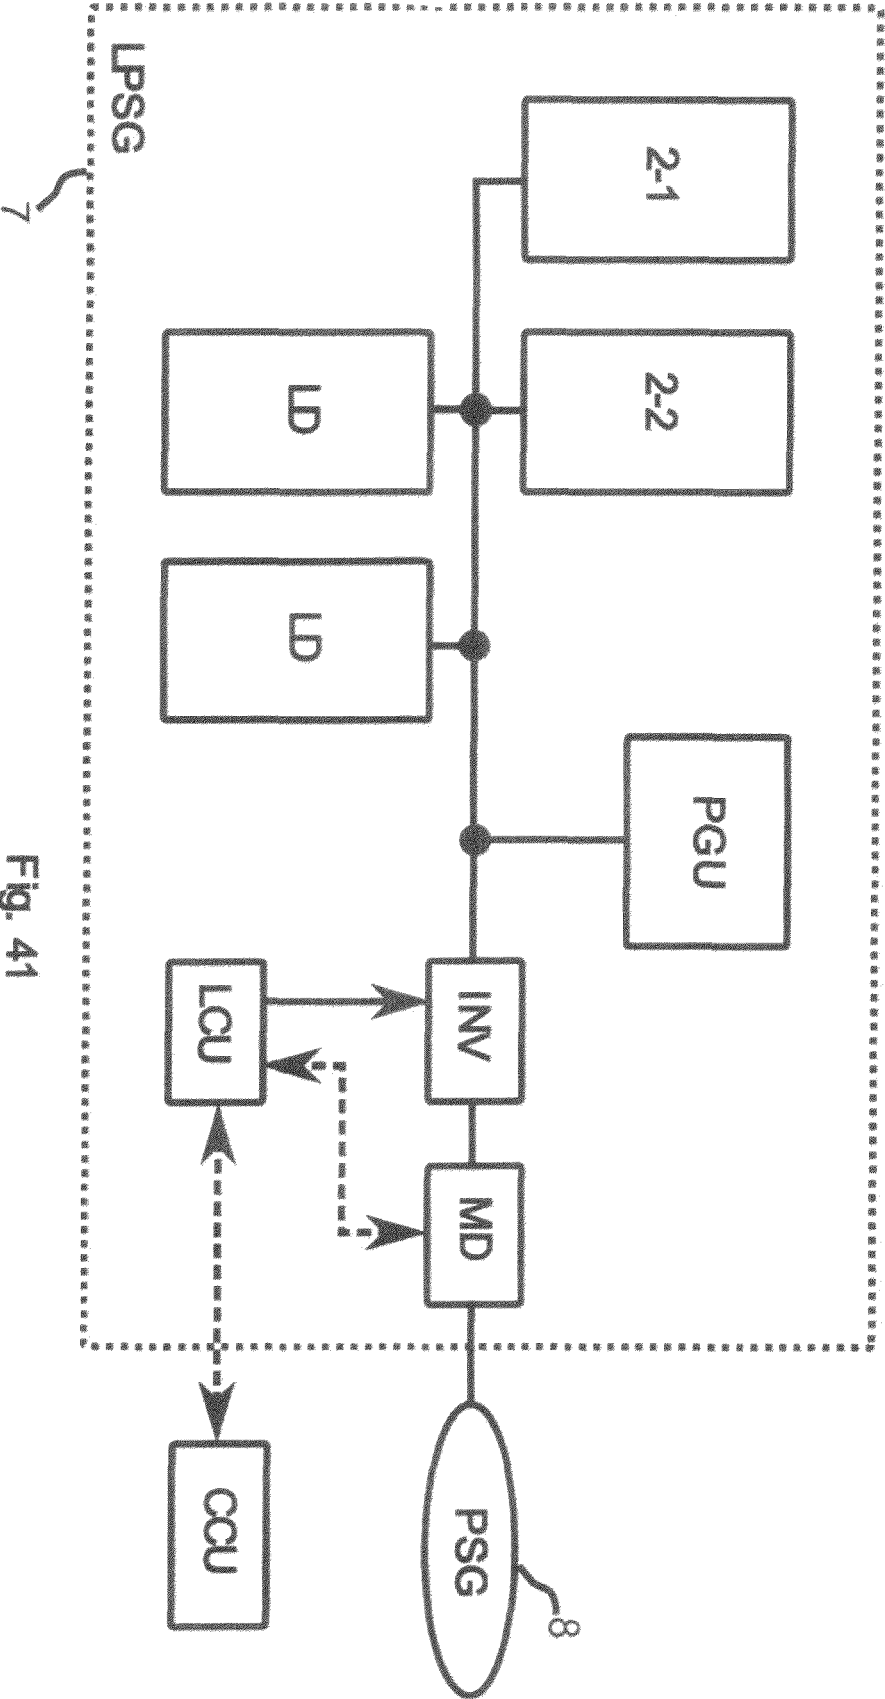 2-1
2-2
PGU
INV
MD
PSG
8
LD
LD
LCU
CCU
LPSG
7
Fig. 41